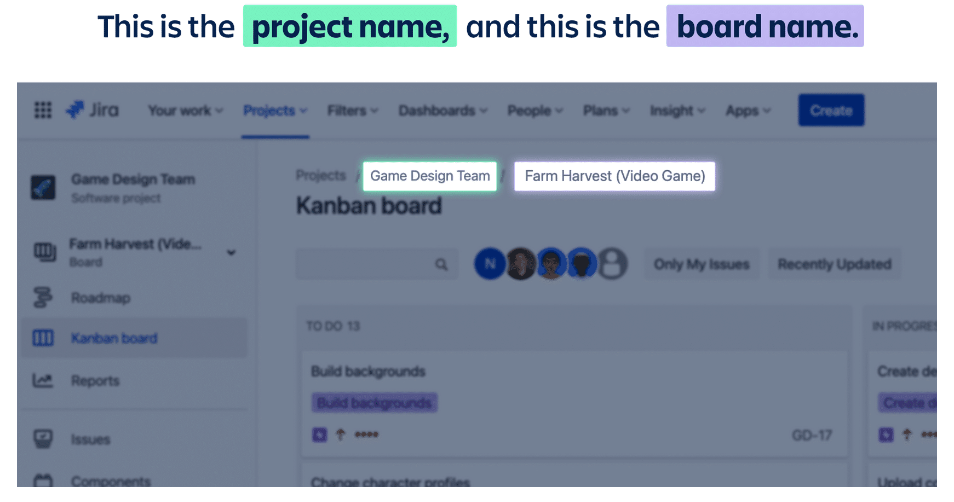 This is the project name, and this is the board name.
Jira Your work Projects Filters Dashboards People Plans Insight Apps Create
Game Design Team
Software project
Projects / Game Design Team / Farm Harvest (Video Game)
Kanban board
Farm Harvest (Vide...
Board
N Only My Issues Recently Updated
Roadmap
Kanban board
Reports
Issues
Components
TO DO 13
IN PROGRES
Build backgrounds
Build backgrounds
GD-17
Create de
Create d
Change character profiles
Upload co